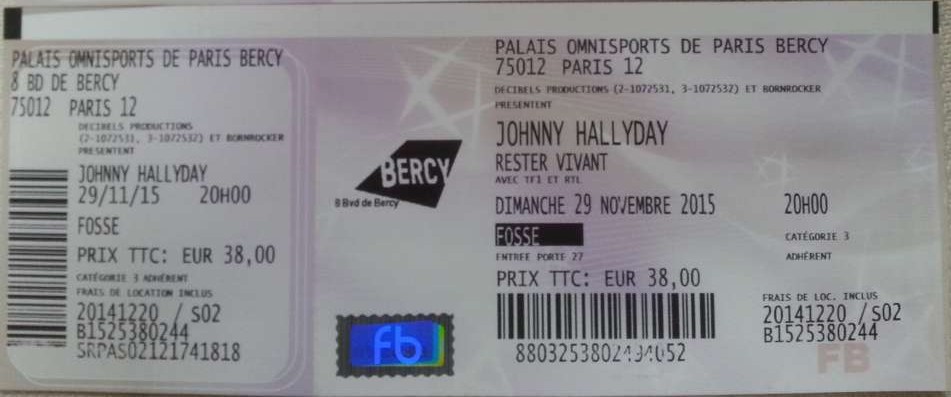 PALAIS OMNISPORTS DE PARIS BERCY
8 BD DE BERCY
75012 PARIS 12
DECIBELS PRODUCTIONS
(2-1072531, 3-1072532) ET BORNROCKER
PRESENTENT
JOHNNY HALLYDAY
29/11/15 20H00
FOSSE
PRIX TTC: EUR 38,00
CATÉGORIE 3 ADHÉRENT
FRAIS DE LOCATION INCLUS
20141220 / S02
B1525380244
SRPAS02121741818
BERCY
8 Bvd de Bercy
fb
PALAIS OMNISPORTS DE PARIS BERCY
75012 PARIS 12
DECIBELS PRODUCTIONS (2-1072531, 3-1072532) ET BORNROCKER
PRESENTENT
JOHNNY HALLYDAY
RESTER VIVANT
AVEC TF1 ET RTL
DIMANCHE 29 NOVEMBRE 2015 20H00
FOSSE CATÉGORIE 3
ENTREE PORTE 27 ADHÉRENT
PRIX TTC: EUR 38,00
FRAIS DE LOC. INCLUS
20141220 / S02
B1525380244
FB